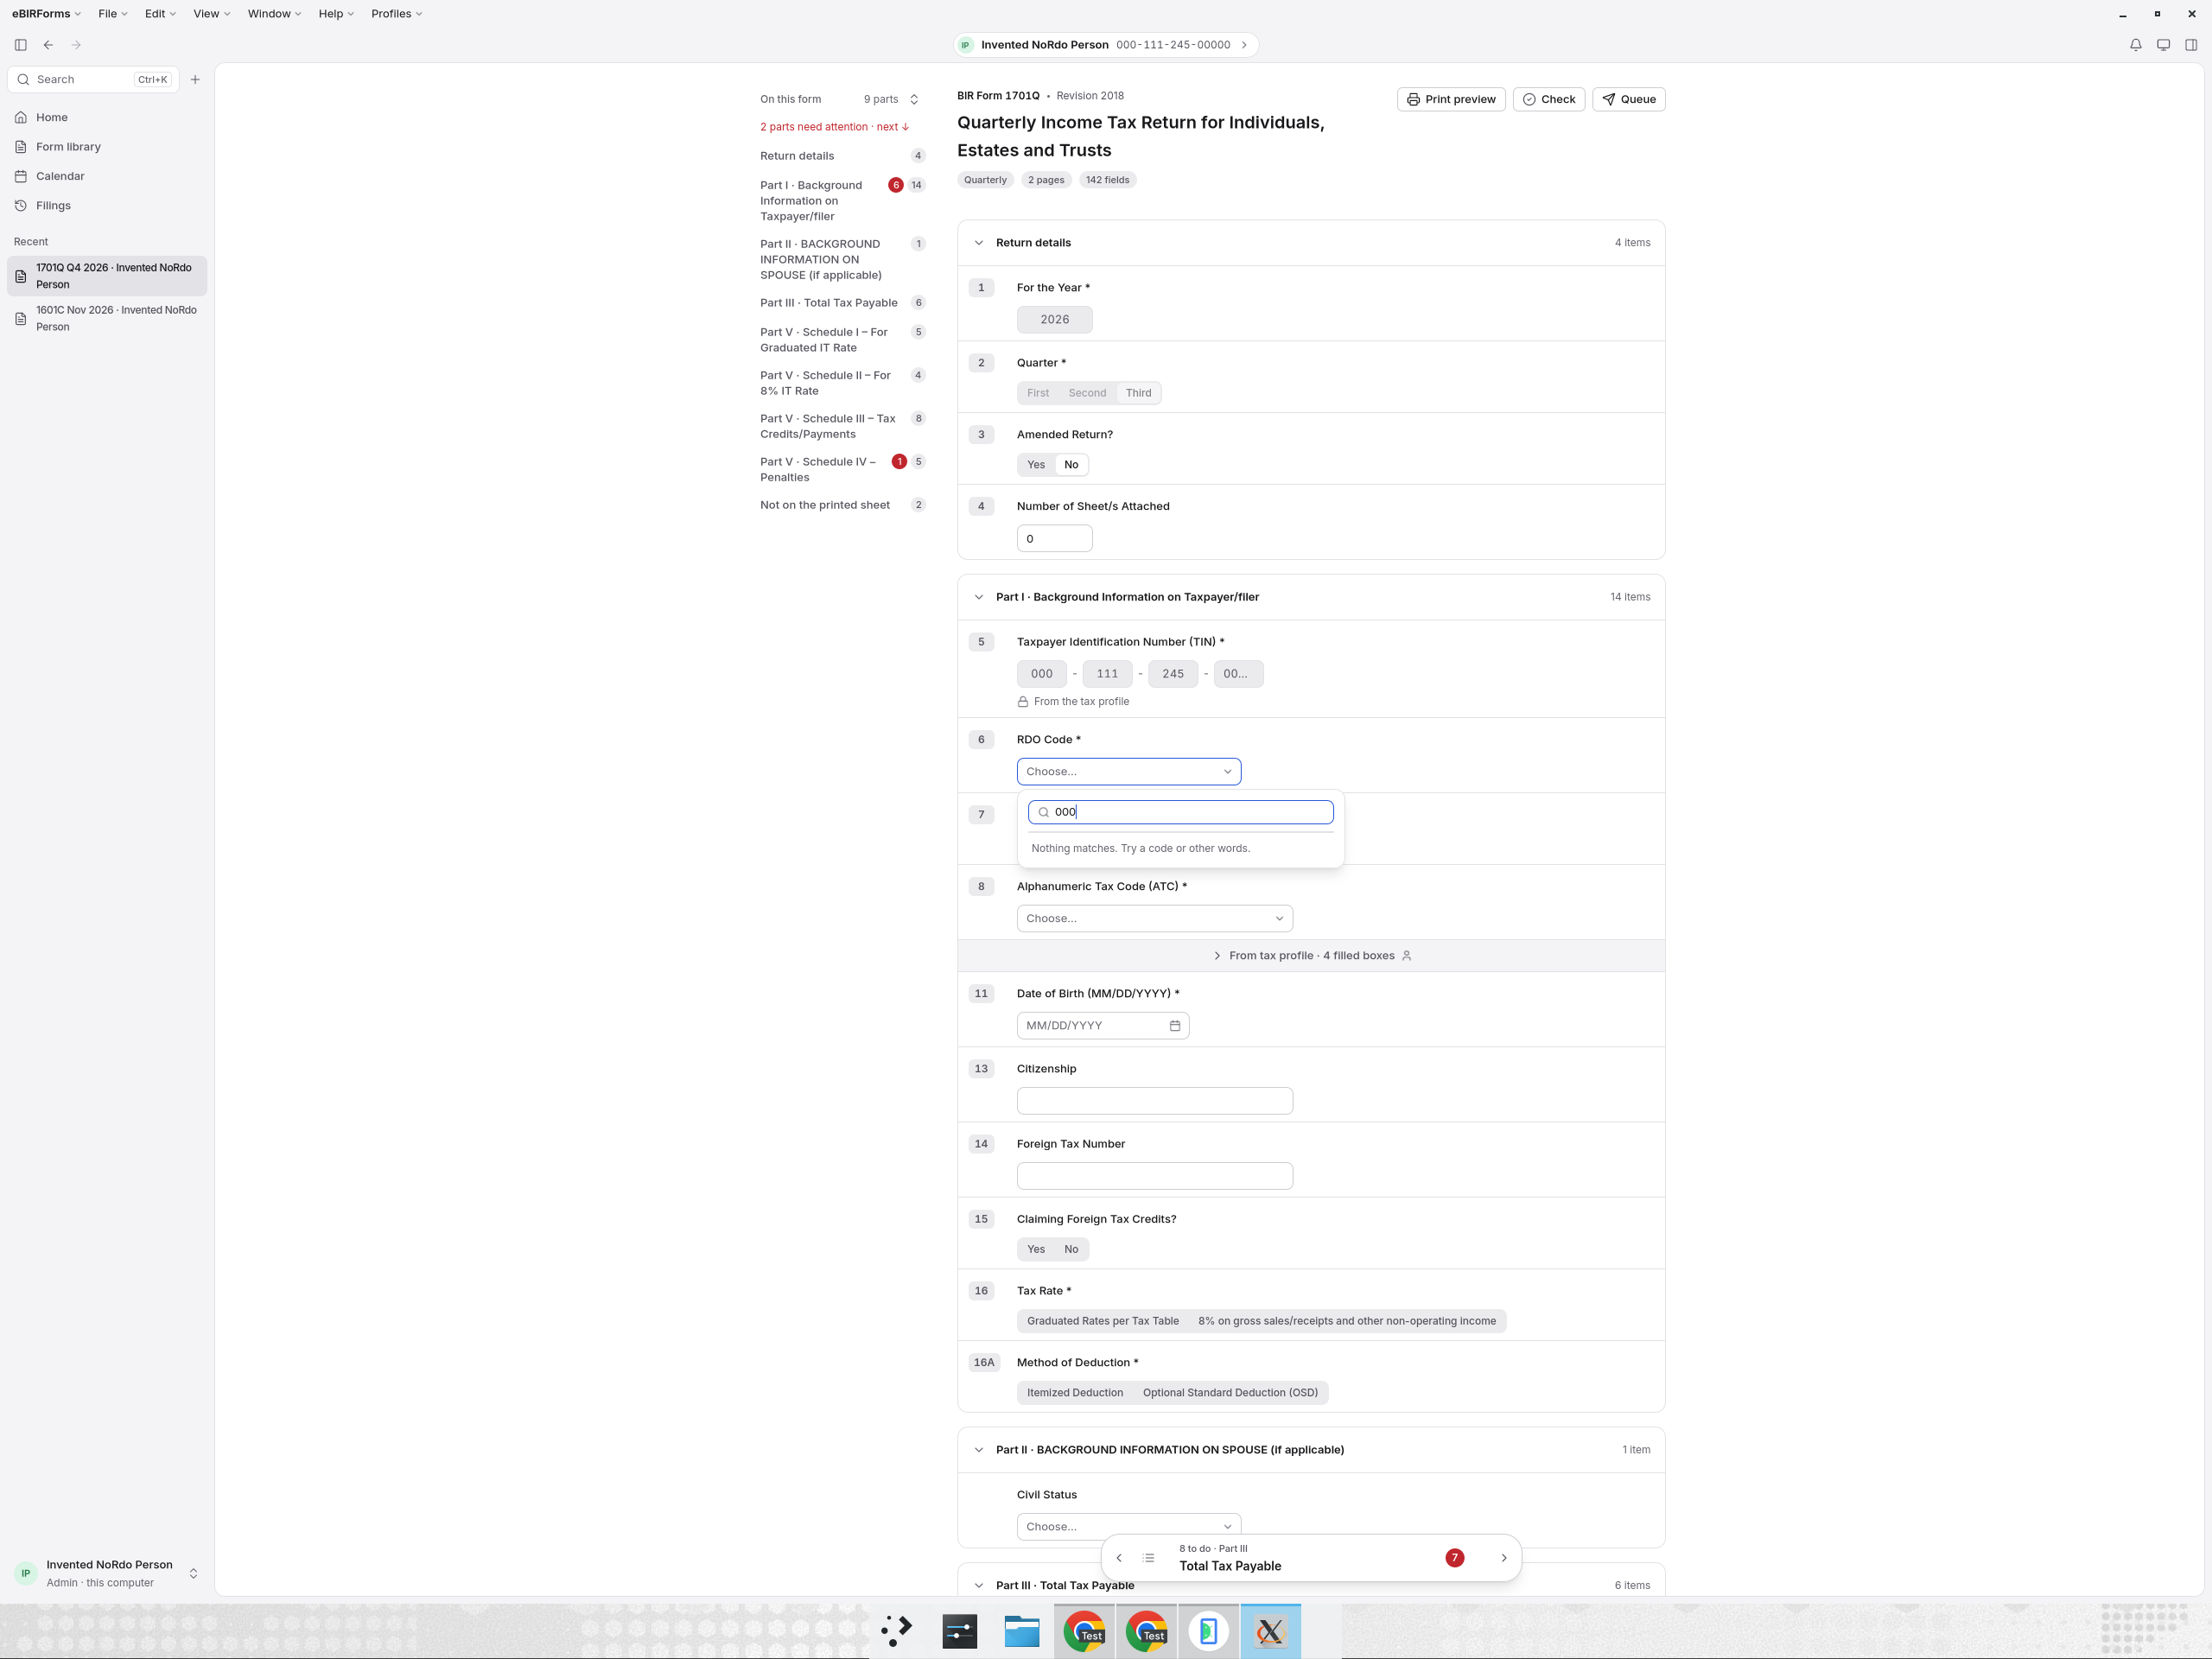 eBIRForms File Edit View Window Help Profiles
IP Invented NoRdo Person 000-111-245-00000
Search Ctrl+K
Home
Form library
Calendar
Filings
Recent
1701Q Q4 2026 · Invented NoRdo
Person
1601C Nov 2026 · Invented NoRdo
Person
On this form 9 parts
2 parts need attention · next ↓
Return details 4
Part I · Background 6 14
Information on
Taxpayer/filer
Part II · BACKGROUND 1
INFORMATION ON
SPOUSE (if applicable)
Part III · Total Tax Payable 6
Part V · Schedule I – For 5
Graduated IT Rate
Part V · Schedule II – For 4
8% IT Rate
Part V · Schedule III – Tax 8
Credits/Payments
Part V · Schedule IV – 1 5
Penalties
Not on the printed sheet 2
BIR Form 1701Q • Revision 2018
Print preview Check Queue
Quarterly Income Tax Return for Individuals,
Estates and Trusts
Quarterly 2 pages 142 fields
Return details 4 items
1 For the Year *
2026
2 Quarter *
First Second Third
3 Amended Return?
Yes No
4 Number of Sheet/s Attached
0
Part I · Background Information on Taxpayer/filer 14 items
5 Taxpayer Identification Number (TIN) *
000 - 111 - 245 - 00...
From the tax profile
6 RDO Code *
Choose...
7 000
Nothing matches. Try a code or other words.
8 Alphanumeric Tax Code (ATC) *
Choose...
From tax profile · 4 filled boxes
11 Date of Birth (MM/DD/YYYY) *
MM/DD/YYYY
13 Citizenship
14 Foreign Tax Number
15 Claiming Foreign Tax Credits?
Yes No
16 Tax Rate *
Graduated Rates per Tax Table 8% on gross sales/receipts and other non-operating income
16A Method of Deduction *
Itemized Deduction Optional Standard Deduction (OSD)
Part II · BACKGROUND INFORMATION ON SPOUSE (if applicable) 1 item
Civil Status
Choose...
8 to do · Part III
Total Tax Payable 7
Part III · Total Tax Payable 6 items
IP Invented NoRdo Person
Admin · this computer
Test Test